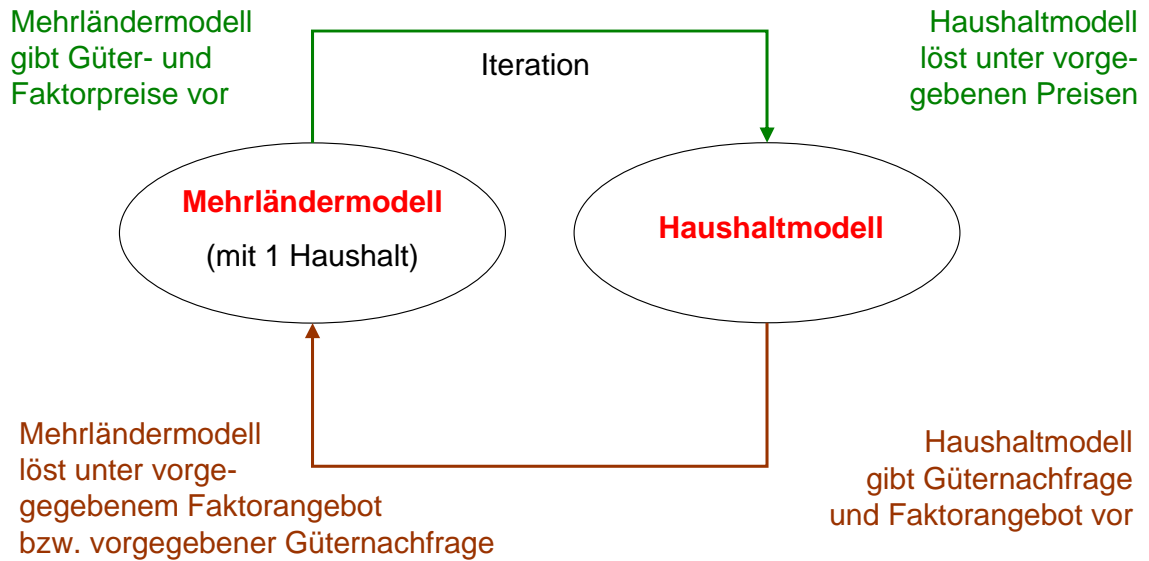 Mehrländermodell
gibt Güter- und
Faktorpreise vor
Iteration
Haushaltmodell
löst unter vorge-
gebenen Preisen
Mehrländermodell
(mit 1 Haushalt)
Haushaltmodell
Mehrländermodell
löst unter vorge-
gegebenem Faktorangebot
bzw. vorgegebener Güternachfrage
Haushaltmodell
gibt Güternachfrage
und Faktorangebot vor